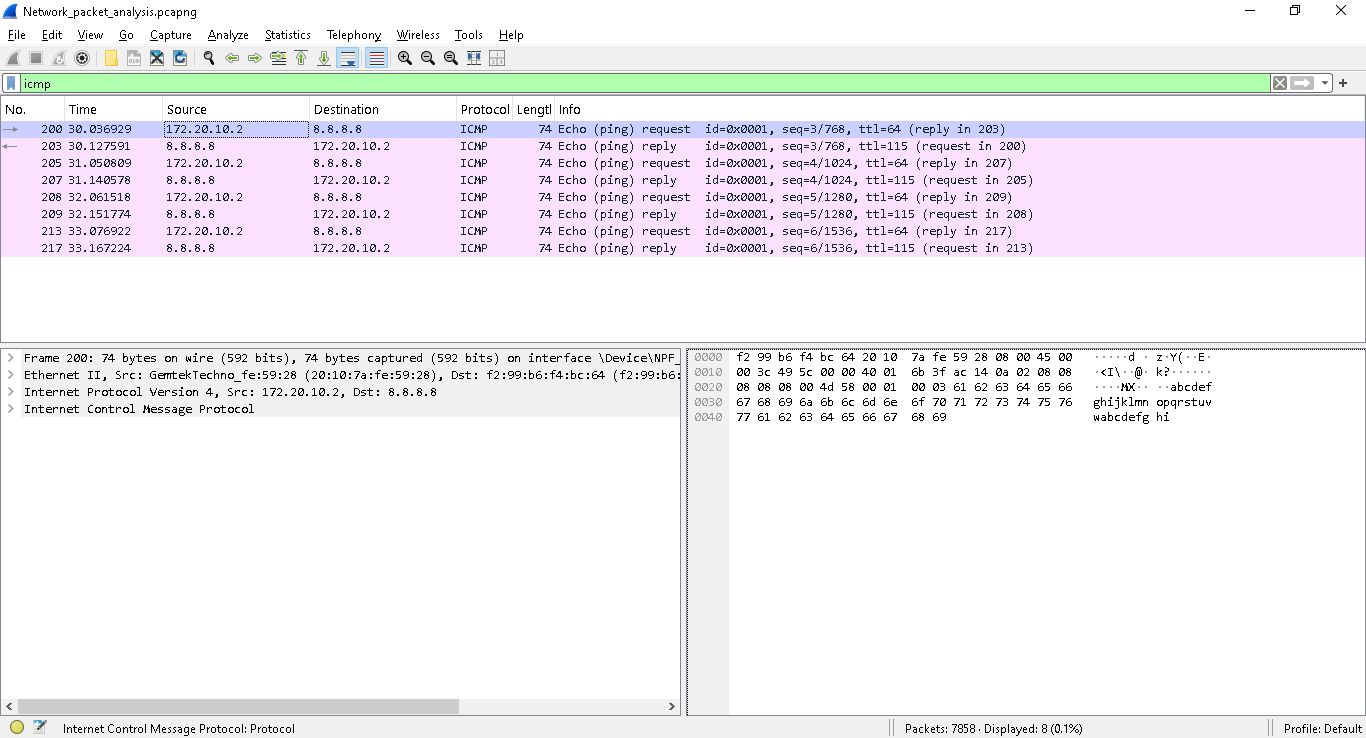 Network_packet_analysis.pcapng
File Edit View Go Capture Analyze Statistics Telephony Wireless Tools Help
icmp
No. Time Source Destination Protocol Lengtl Info
200 30.036929 172.20.10.2 8.8.8.8 ICMP 74 Echo (ping) request id=0x0001, seq=3/768, ttl=64 (reply in 203)
203 30.127591 8.8.8.8 172.20.10.2 ICMP 74 Echo (ping) reply id=0x0001, seq=3/768, ttl=115 (request in 200)
205 31.050809 172.20.10.2 8.8.8.8 ICMP 74 Echo (ping) request id=0x0001, seq=4/1024, ttl=64 (reply in 207)
207 31.140578 8.8.8.8 172.20.10.2 ICMP 74 Echo (ping) reply id=0x0001, seq=4/1024, ttl=115 (request in 205)
208 32.061518 172.20.10.2 8.8.8.8 ICMP 74 Echo (ping) request id=0x0001, seq=5/1280, ttl=64 (reply in 209)
209 32.151774 8.8.8.8 172.20.10.2 ICMP 74 Echo (ping) reply id=0x0001, seq=5/1280, ttl=115 (request in 208)
213 33.076922 172.20.10.2 8.8.8.8 ICMP 74 Echo (ping) request id=0x0001, seq=6/1536, ttl=64 (reply in 217)
217 33.167224 8.8.8.8 172.20.10.2 ICMP 74 Echo (ping) reply id=0x0001, seq=6/1536, ttl=115 (request in 213)
Frame 200: 74 bytes on wire (592 bits), 74 bytes captured (592 bits) on interface \Device\NPF_
Ethernet II, Src: GemtekTechno_fe:59:28 (20:10:7a:fe:59:28), Dst: f2:99:b6:f4:bc:64 (f2:99:b6:
Internet Protocol Version 4, Src: 172.20.10.2, Dst: 8.8.8.8
Internet Control Message Protocol
0000 f2 99 b6 f4 bc 64 20 10 7a fe 59 28 08 00 45 00 ·····d · z·Y(··E·
0010 00 3c 49 5c 00 00 40 01 6b 3f ac 14 0a 02 08 08 ·<I\··@· k?······
0020 08 08 08 00 4d 58 00 01 00 03 61 62 63 64 65 66 ····MX·· ··abcdef
0030 67 68 69 6a 6b 6c 6d 6e 6f 70 71 72 73 74 75 76 ghijklmn opqrstuv
0040 77 61 62 63 64 65 66 67 68 69 wabcdefg hi
Internet Control Message Protocol: Protocol
Packets: 7858 · Displayed: 8 (0.1%)
Profile: Default